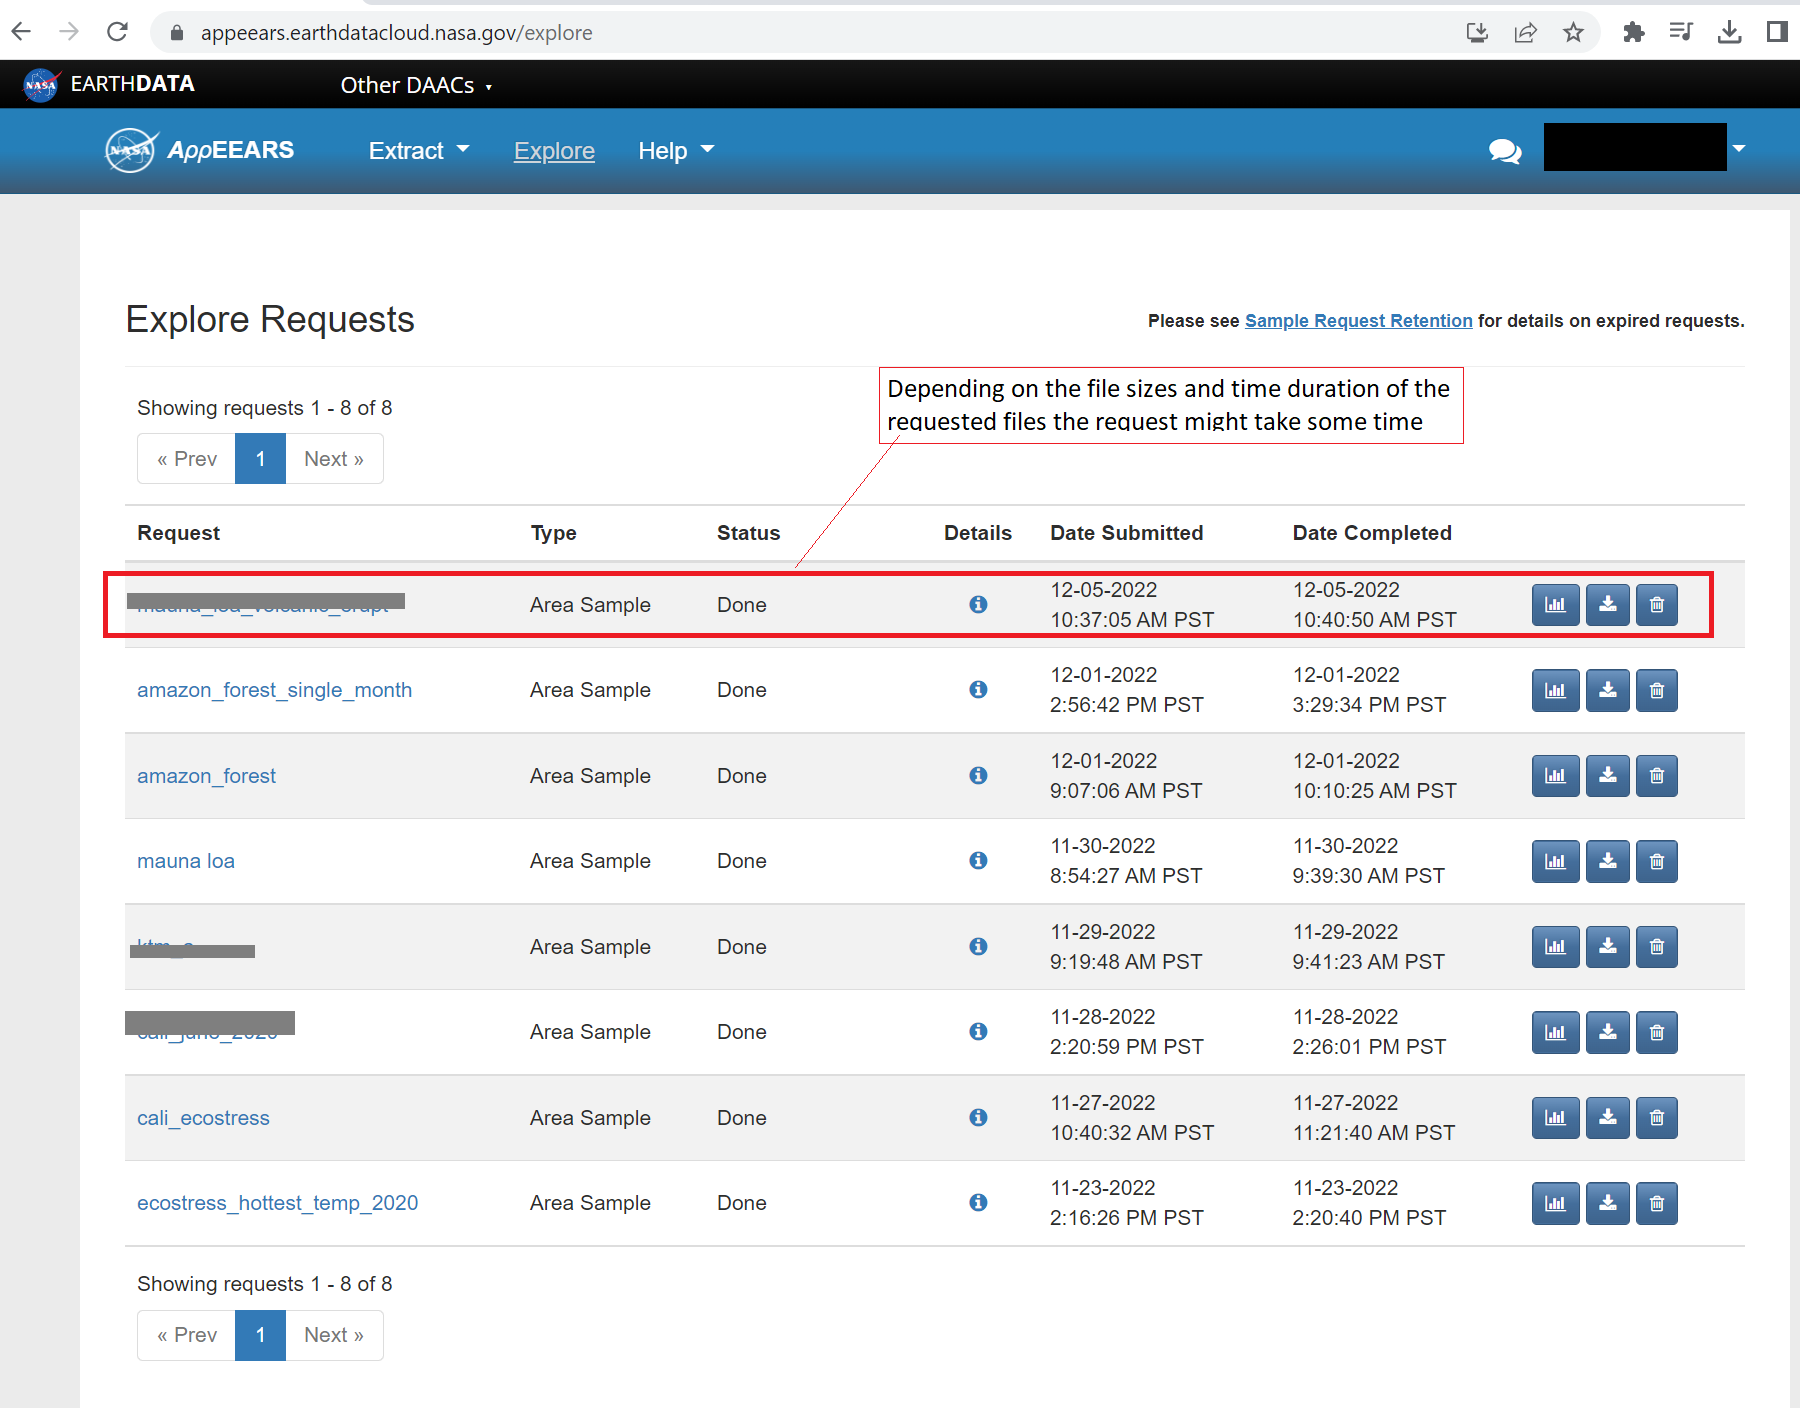 appeears.earthdatacloud.nasa.gov/explore
NASA EARTHDATA Other DAACs
NASA AppEEARS Extract Explore Help
Explore Requests
Please see Sample Request Retention for details on expired requests.
Depending on the file sizes and time duration of the
requested files the request might take some time
Showing requests 1 - 8 of 8
« Prev 1 Next »
Request Type Status Details Date Submitted Date Completed
Area Sample Done 12-05-2022 12-05-2022
10:37:05 AM PST 10:40:50 AM PST
amazon_forest_single_month Area Sample Done 12-01-2022 12-01-2022
2:56:42 PM PST 3:29:34 PM PST
amazon_forest Area Sample Done 12-01-2022 12-01-2022
9:07:06 AM PST 10:10:25 AM PST
mauna loa Area Sample Done 11-30-2022 11-30-2022
8:54:27 AM PST 9:39:30 AM PST
Area Sample Done 11-29-2022 11-29-2022
9:19:48 AM PST 9:41:23 AM PST
Area Sample Done 11-28-2022 11-28-2022
2:20:59 PM PST 2:26:01 PM PST
cali_ecostress Area Sample Done 11-27-2022 11-27-2022
10:40:32 AM PST 11:21:40 AM PST
ecostress_hottest_temp_2020 Area Sample Done 11-23-2022 11-23-2022
2:16:26 PM PST 2:20:40 PM PST
Showing requests 1 - 8 of 8
« Prev 1 Next »